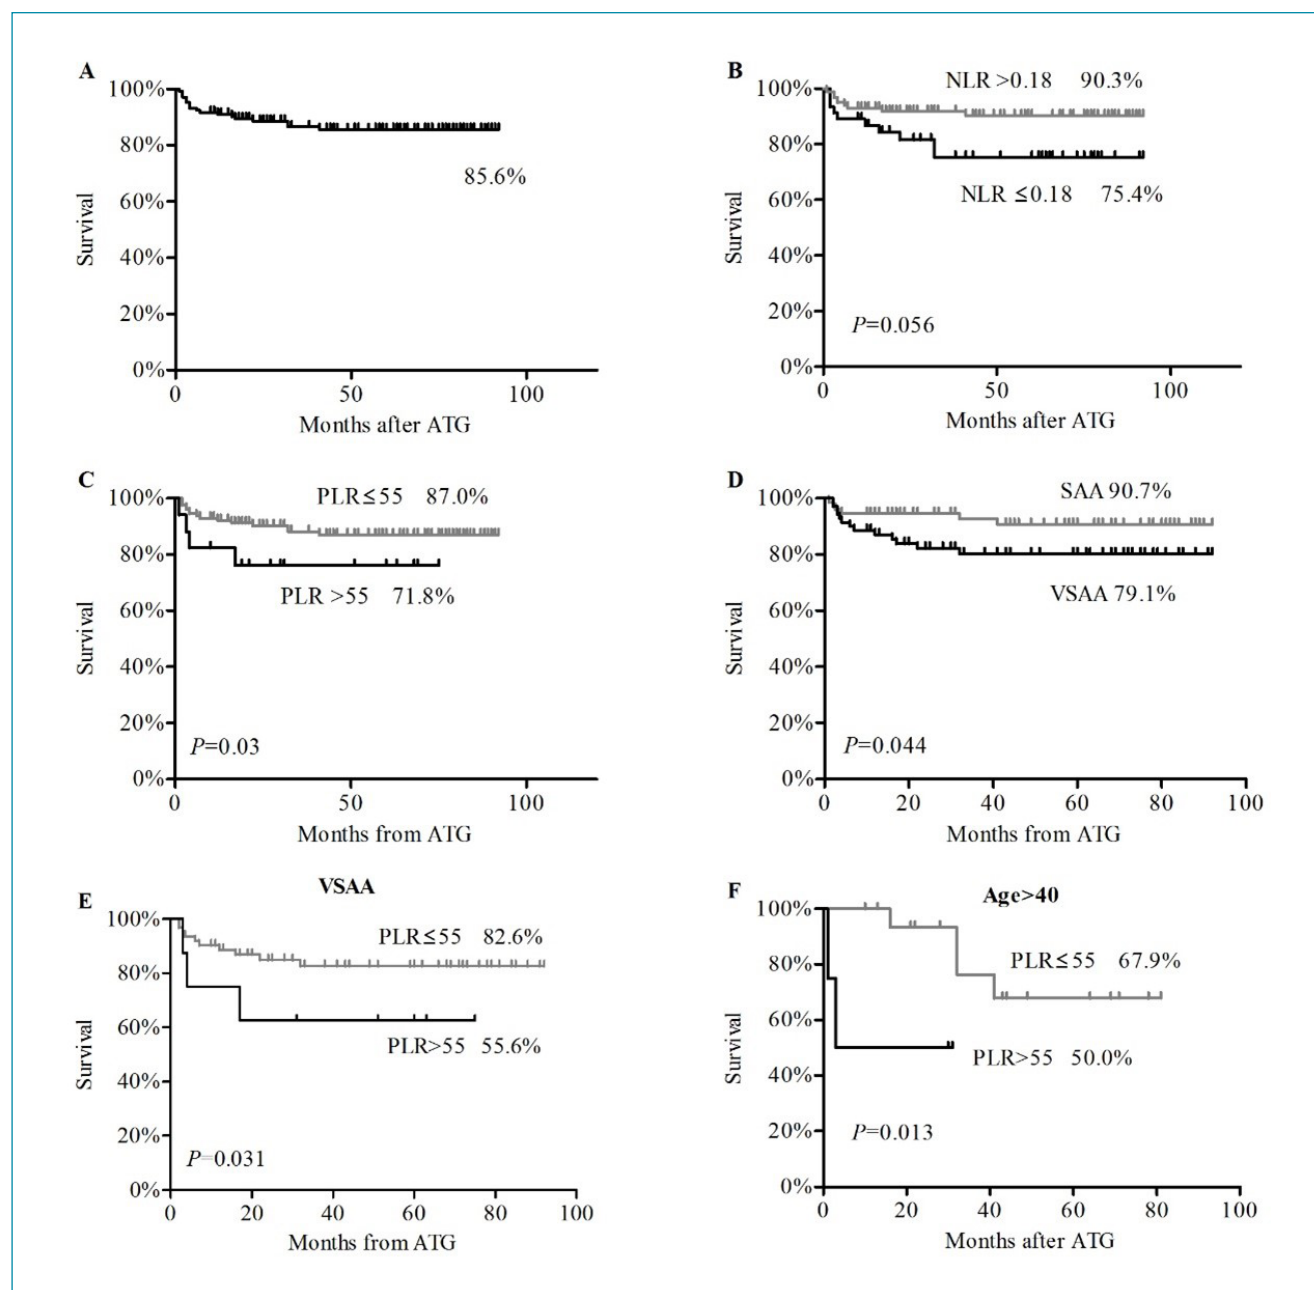 A
100%
80%
60%
40%
20%
0%
Survival
85.6%
0 50 100
Months after ATG
B
100%
80%
60%
40%
20%
0%
Survival
NLR >0.18 90.3%
NLR ≤0.18 75.4%
P=0.056
0 50 100
Months after ATG
C
100%
80%
60%
40%
20%
0%
Survival
PLR≤55 87.0%
PLR >55 71.8%
P=0.03
0 50 100
Months from ATG
D
100%
80%
60%
40%
20%
0%
Survival
SAA 90.7%
VSAA 79.1%
P=0.044
0 20 40 60 80 100
Months from ATG
E
VSAA
100%
80%
60%
40%
20%
0%
Survival
PLR≤55 82.6%
PLR>55 55.6%
P=0.031
0 20 40 60 80 100
Months from ATG
F
Age>40
100%
80%
60%
40%
20%
0%
Survival
PLR≤55 67.9%
PLR>55 50.0%
P=0.013
0 20 40 60 80 100
Months after ATG